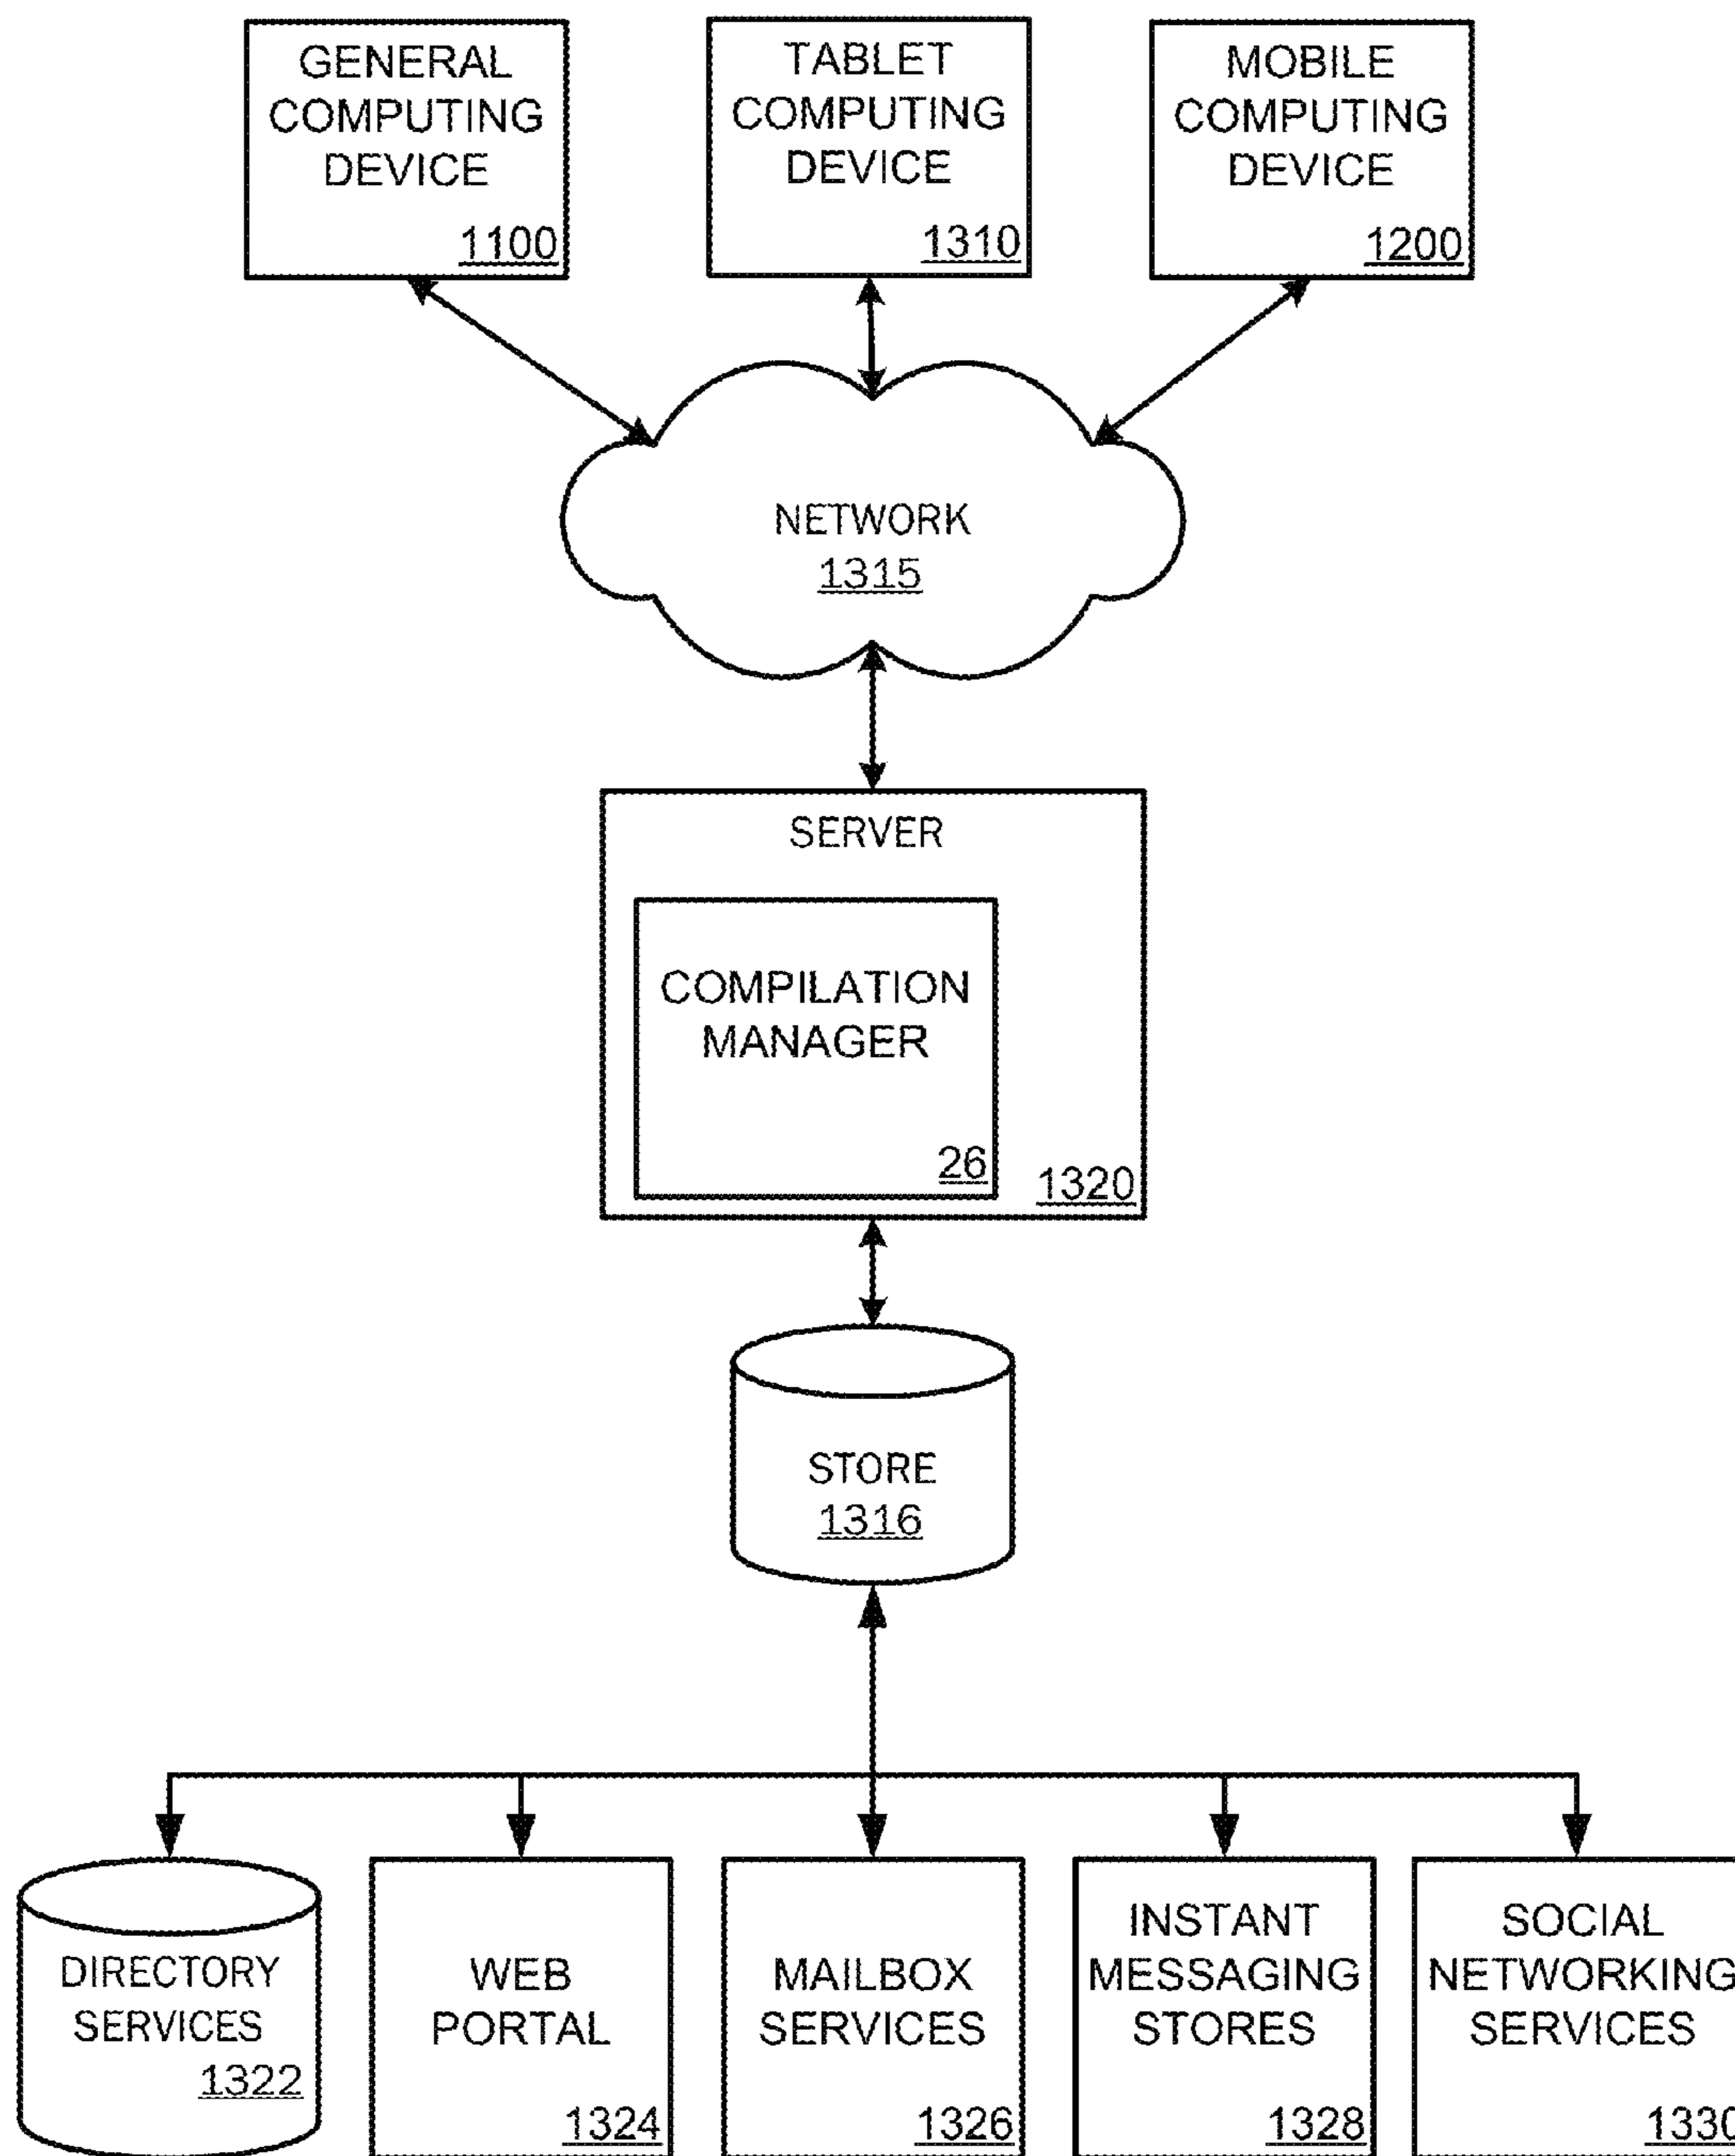 GENERAL
COMPUTING
DEVICE
1100
TABLET
COMPUTING
DEVICE
1310
MOBILE
COMPUTING
DEVICE
1200
NETWORK
1315
SERVER
COMPILATION
MANAGER
26
1320
STORE
1316
DIRECTORY
SERVICES
1322
WEB
PORTAL
1324
MAILBOX
SERVICES
1326
INSTANT
MESSAGING
STORES
1328
SOCIAL
NETWORKING
SERVICES
1330